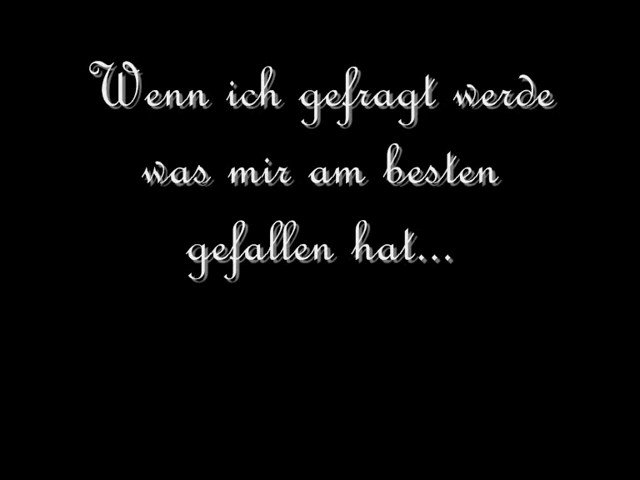 Wenn ich gefragt werde
was mir am besten
gefallen hat...